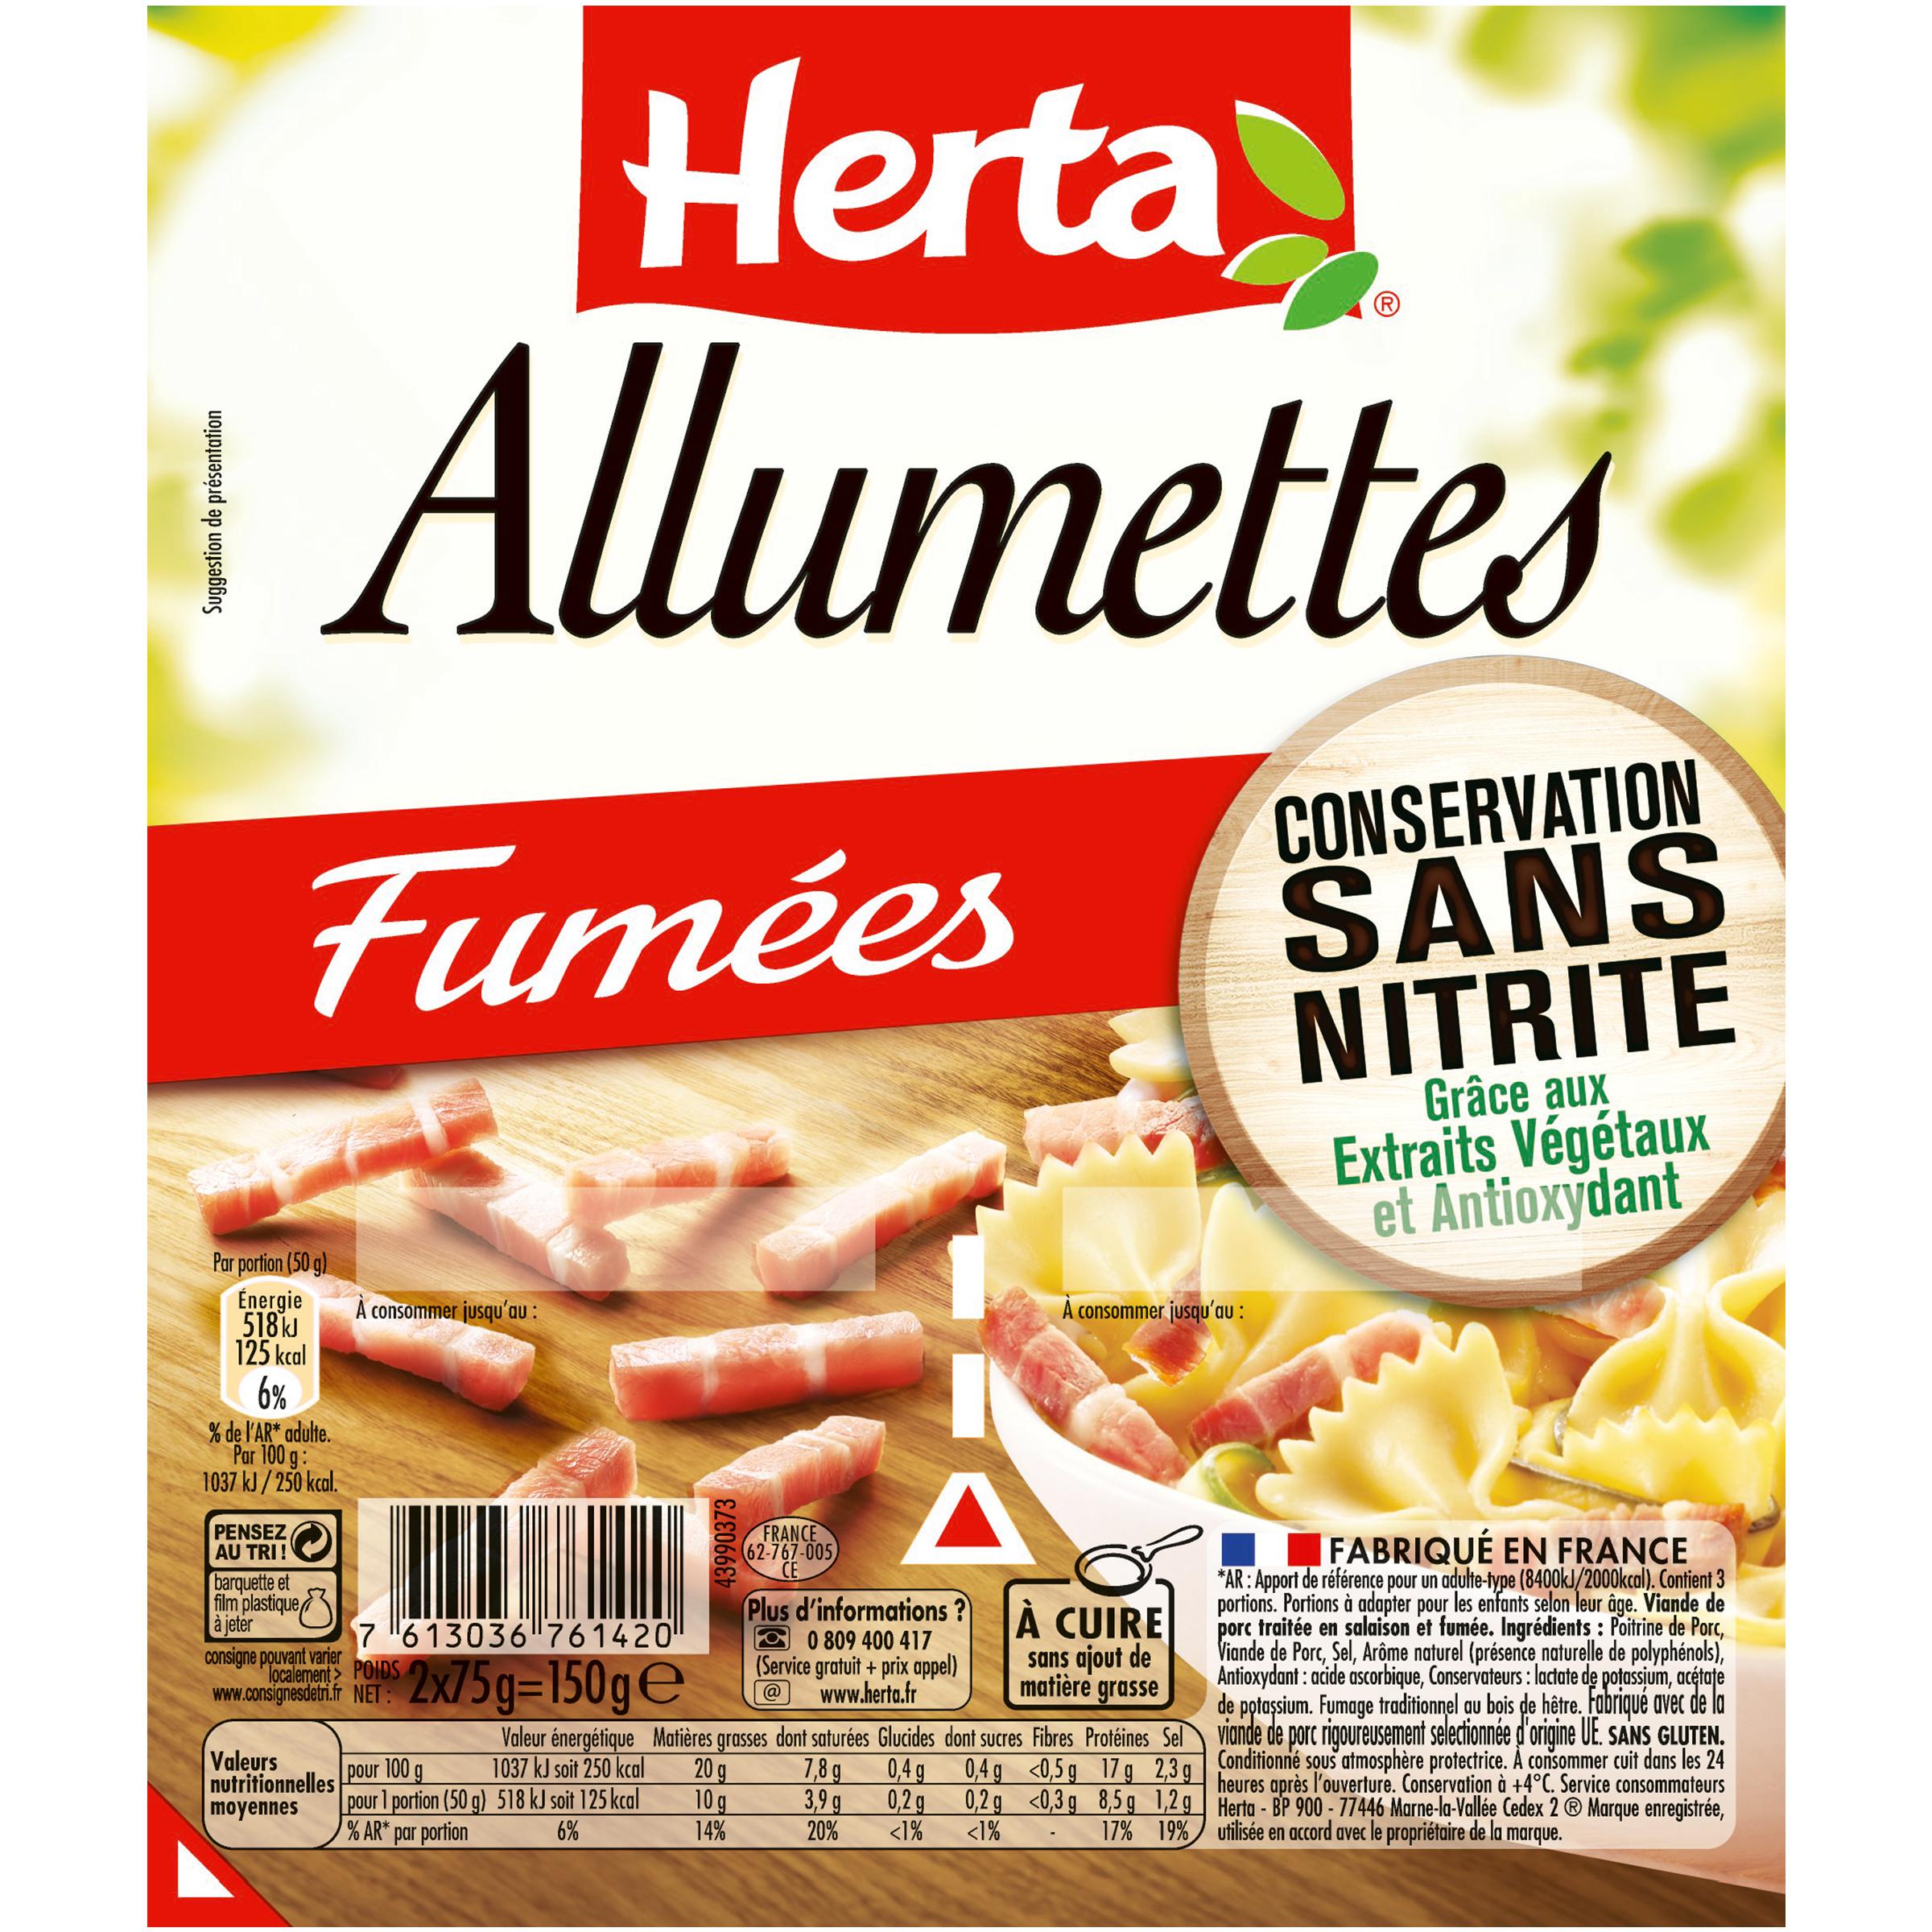 Herta
®
Allumettes
Suggestion de présentation
Fumées
CONSERVATION
SANS
NITRITE
Grâce aux
Extraits Végétaux
et Antioxydant
Par portion (50 g)
Énergie
518 kJ
125 kcal
6%
% de l'AR* adulte.
Par 100 g :
1037 kJ / 250 kcal.
À consommer jusqu'au :
À consommer jusqu'au :
PENSEZ
AU TRI !
barquette et
film plastique
à jeter
consigne pouvant varier
localement >
www.consignesdetri.fr
7 613036 761420
43990373
POIDS
NET : 2x75g=150g e
FRANCE
62-767-005
CE
Plus d'informations ?
0 809 400 417
(Service gratuit + prix appel)
@ www.herta.fr
À CUIRE
sans ajout de
matière grasse
FABRIQUÉ EN FRANCE
*AR : Apport de référence pour un adulte-type (8400kJ/2000kcal). Contient 3
portions. Portions à adapter pour les enfants selon leur âge. Viande de
porc traitée en salaison et fumée. Ingrédients : Poitrine de Porc,
Viande de Porc, Sel, Arôme naturel (présence naturelle de polyphénols),
Antioxydant : acide ascorbique, Conservateurs : lactate de potassium, acétate
de potassium. Fumage traditionnel au bois de hêtre. Fabriqué avec de la
viande de porc rigoureusement selectionnée d'origine UE. SANS GLUTEN.
Conditionné sous atmosphère protectrice. À consommer cuit dans les 24
heures après l'ouverture. Conservation à +4°C. Service consommateurs
Herta - BP 900 - 77446 Marne-la-Vallée Cedex 2 ® Marque enregistrée,
utilisée en accord avec le propriétaire de la marque.
Valeurs
nutritionnelles
moyennes
Valeur énergétique Matières grasses dont saturées Glucides dont sucres Fibres Protéines Sel
pour 100 g 1037 kJ soit 250 kcal 20 g 7,8 g 0,4 g 0,4 g <0,5 g 17 g 2,3 g
pour 1 portion (50 g) 518 kJ soit 125 kcal 10 g 3,9 g 0,2 g 0,2 g <0,3 g 8,5 g 1,2 g
% AR* par portion 6% 14% 20% <1% <1% - 17% 19%